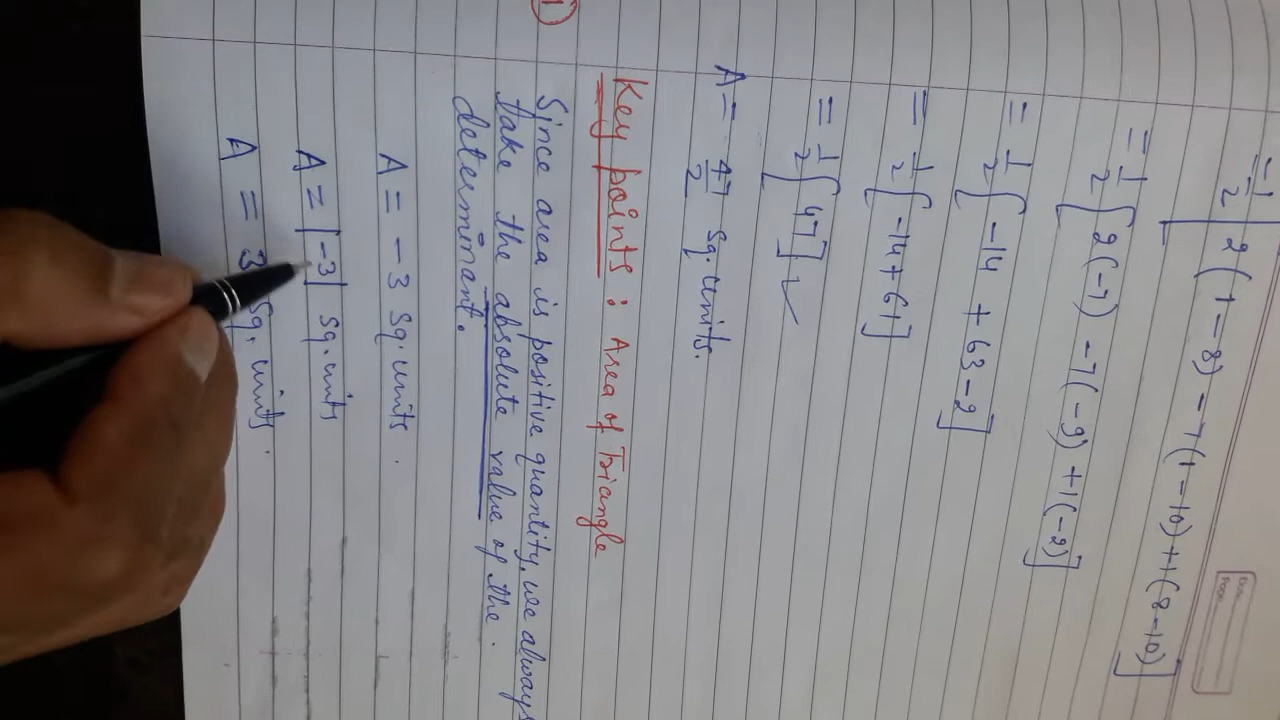 = 1/2 [ 2 (1 - 8) - 7 (1 - 10) + 1 (8 - 10) ]
= 1/2 [ 2(-7) - 7(-9) + 1(-2) ]
= 1/2 [ -14 + 63 - 2 ]
= 1/2 [ -14 + 61 ]
= 1/2 [ 47 ] ✓
A = 47/2 Sq. units.
Key points : Area of Triangle
1 Since area is positive quantity, we always
take the absolute value of the.
determinant.
A = - 3 Sq. units.
A = |-3| Sq. units
A = 3 Sq. units.